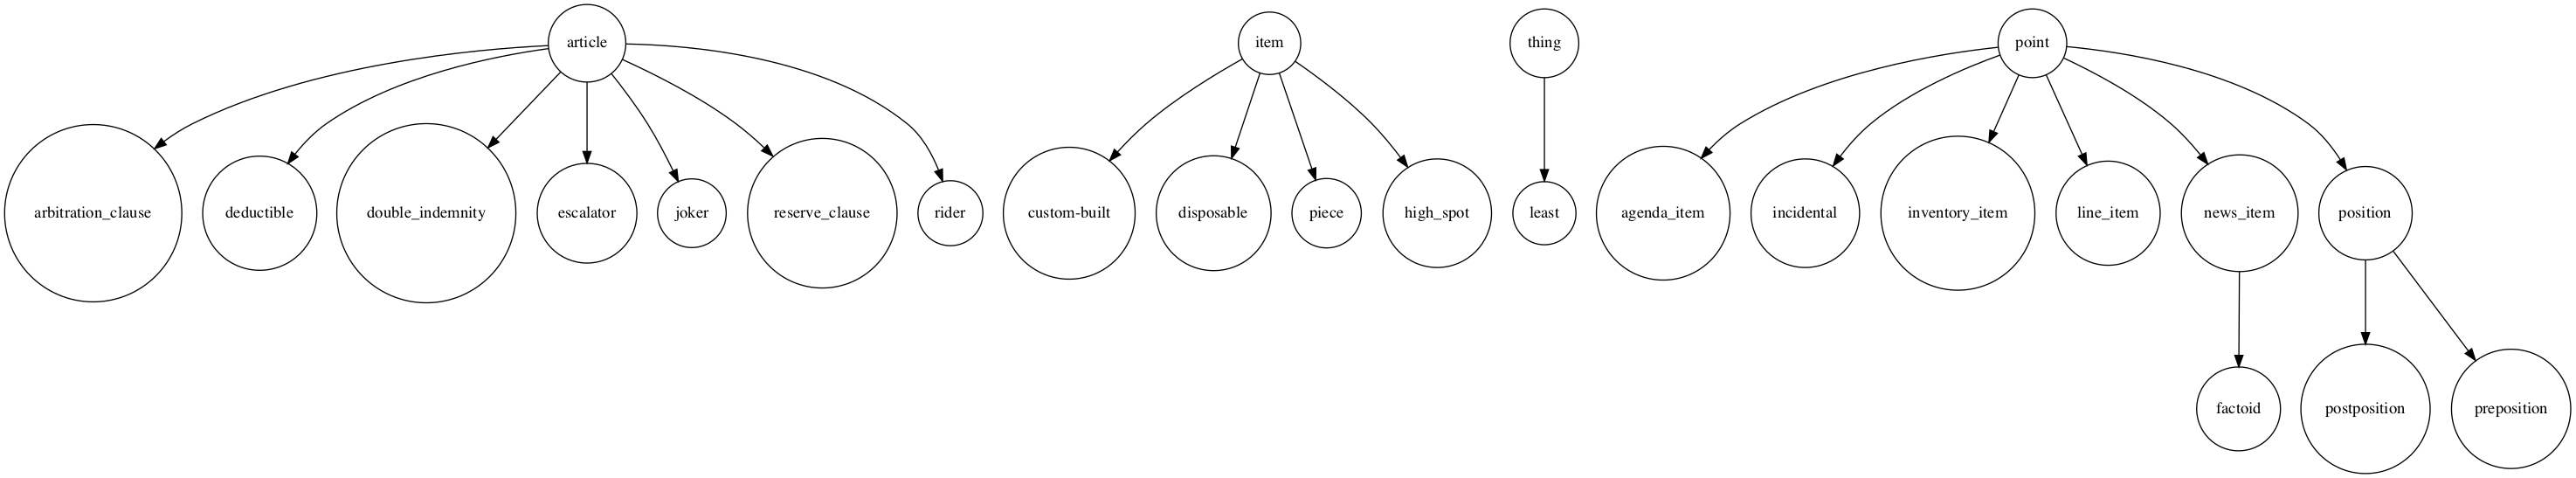 article
item
thing
point
arbitration_clause
deductible
double_indemnity
escalator
joker
reserve_clause
rider
custom-built
disposable
piece
high_spot
least
agenda_item
incidental
inventory_item
line_item
news_item
position
factoid
postposition
preposition